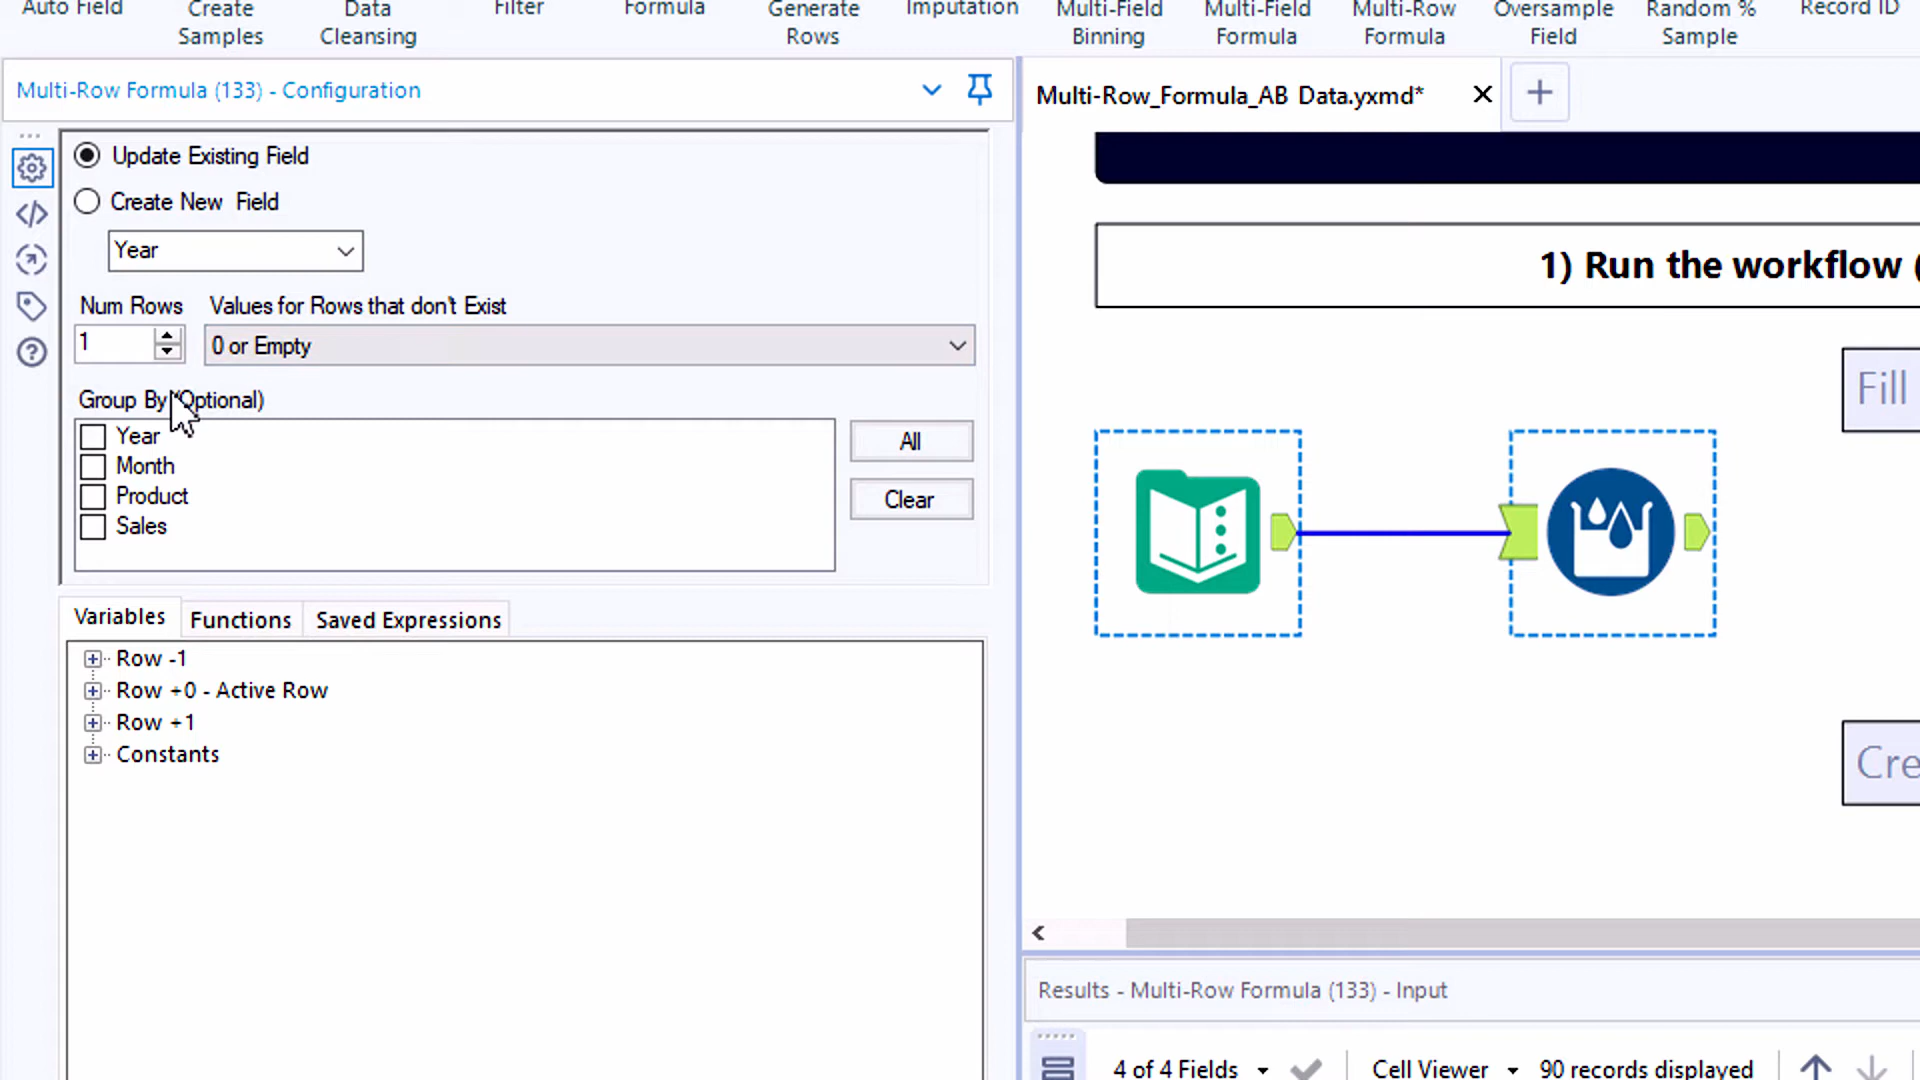 Auto Field
Create
Samples
Data
Cleansing
Filter
Formula
Generate
Rows
Imputation
Multi-Field
Binning
Multi-Field
Formula
Multi-Row
Formula
Oversample
Field
Random %
Sample
Record ID
Multi-Row Formula (133) - Configuration
Update Existing Field
Create New Field
Year
Num Rows
Values for Rows that don't Exist
1
0 or Empty
Group By (Optional)
Year
Month
Product
Sales
All
Clear
Variables
Functions
Saved Expressions
Row -1
Row +0 - Active Row
Row +1
Constants
Multi-Row_Formula_AB Data.yxmd*
1) Run the workflow (
Fill
Cre
Results - Multi-Row Formula (133) - Input
4 of 4 Fields
Cell Viewer
90 records displayed